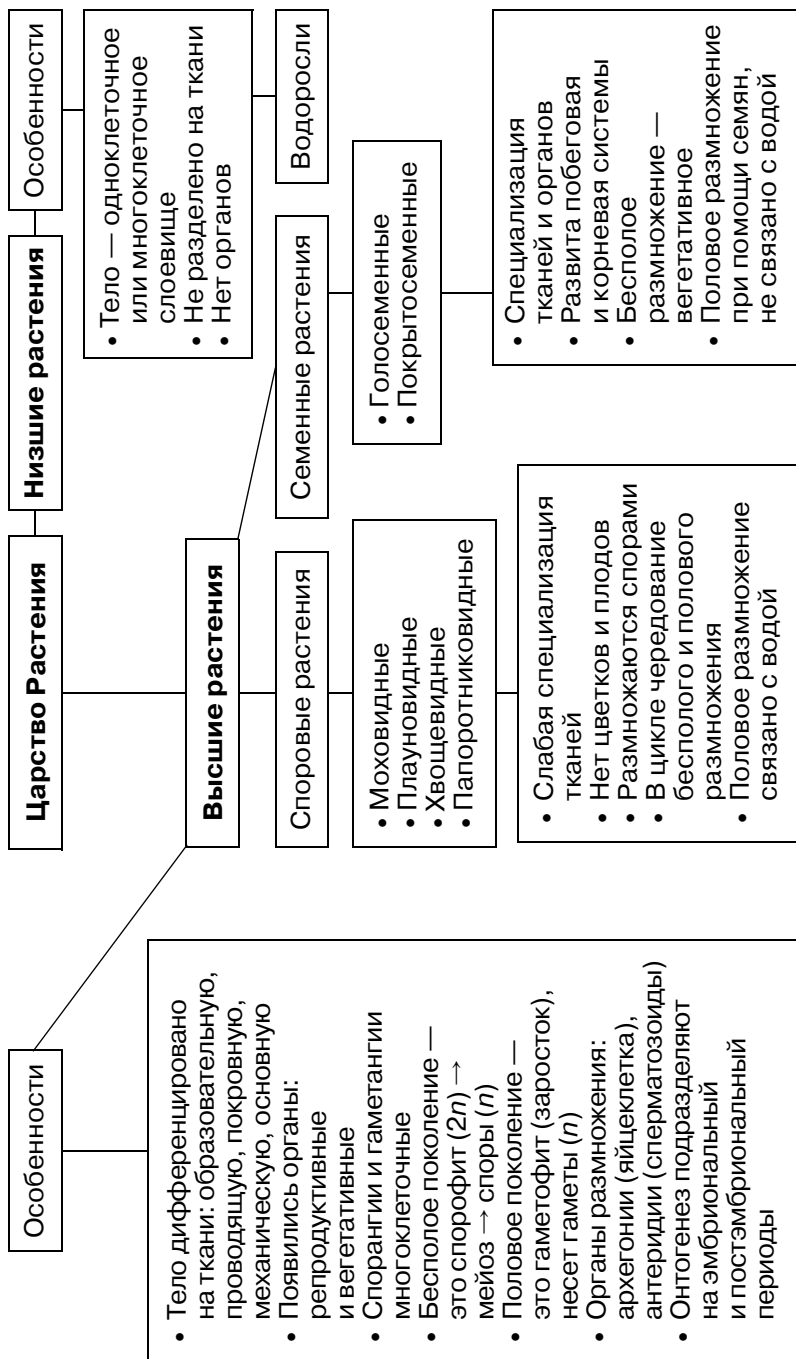 Царство Растения
Низшие растения
Особенности
• Тело — одноклеточное
или многоклеточное
слоевище
• Не разделено на ткани
• Нет органов
Водоросли
Высшие растения
Особенности
• Тело дифференцировано
на ткани: образовательную,
проводящую, покровную,
механическую, основную
• Появились органы:
репродуктивные
и вегетативные
• Спорангии и гаметангии
многоклеточные
• Бесполое поколение —
это спорофит (2n) →
мейоз → споры (n)
• Половое поколение —
это гаметофит (заросток),
несет гаметы (n)
• Органы размножения:
архегонии (яйцеклетка),
антеридии (сперматозоиды)
• Онтогенез подразделяют
на эмбриональный
и постэмбриональный
периоды
Споровые растения
• Моховидные
• Плауновидные
• Хвощевидные
• Папоротниковидные
• Слабая специализация
тканей
• Нет цветков и плодов
• Размножаются спорами
• В цикле чередование
бесполого и полового
размножения
• Половое размножение
связано с водой
Семенные растения
• Голосеменные
• Покрытосеменные
• Специализация
тканей и органов
• Развита побеговая
и корневая системы
• Бесполое
размножение —
вегетативное
• Половое размножение
при помощи семян,
не связано с водой